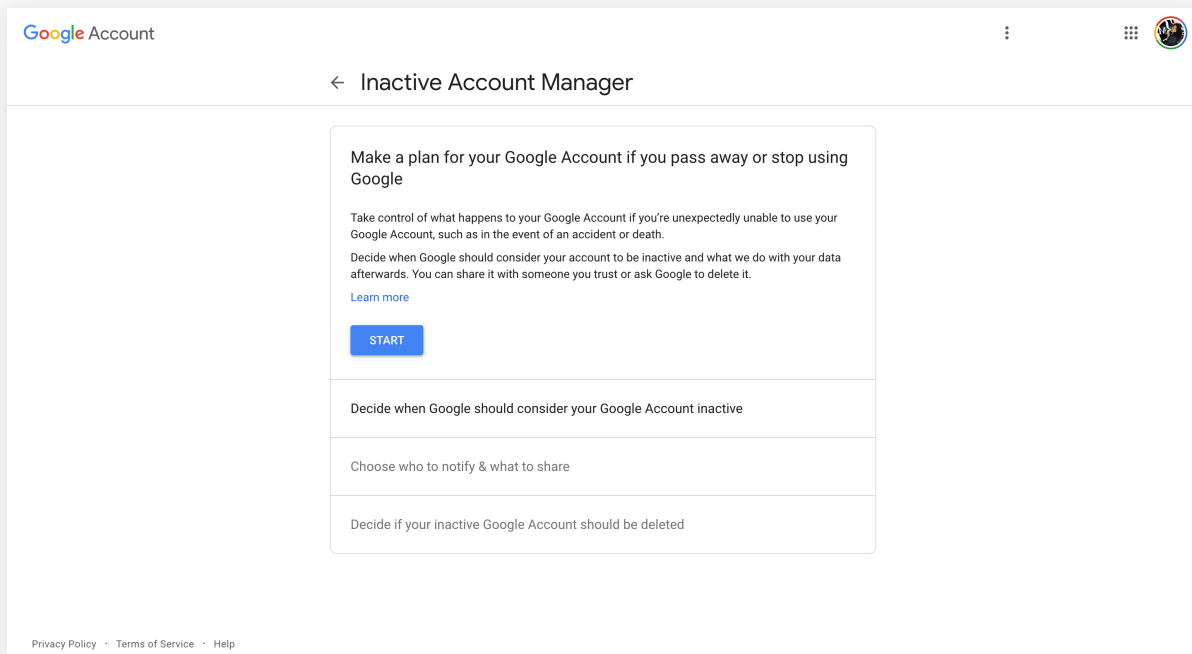 Google Account
Inactive Account Manager
Make a plan for your Google Account if you pass away or stop using
Google
Take control of what happens to your Google Account if you’re unexpectedly unable to use your
Google Account, such as in the event of an accident or death.
Decide when Google should consider your account to be inactive and what we do with your data
afterwards. You can share it with someone you trust or ask Google to delete it.
Learn more
START
Decide when Google should consider your Google Account inactive
Choose who to notify & what to share
Decide if your inactive Google Account should be deleted
Privacy Policy · Terms of Service · Help